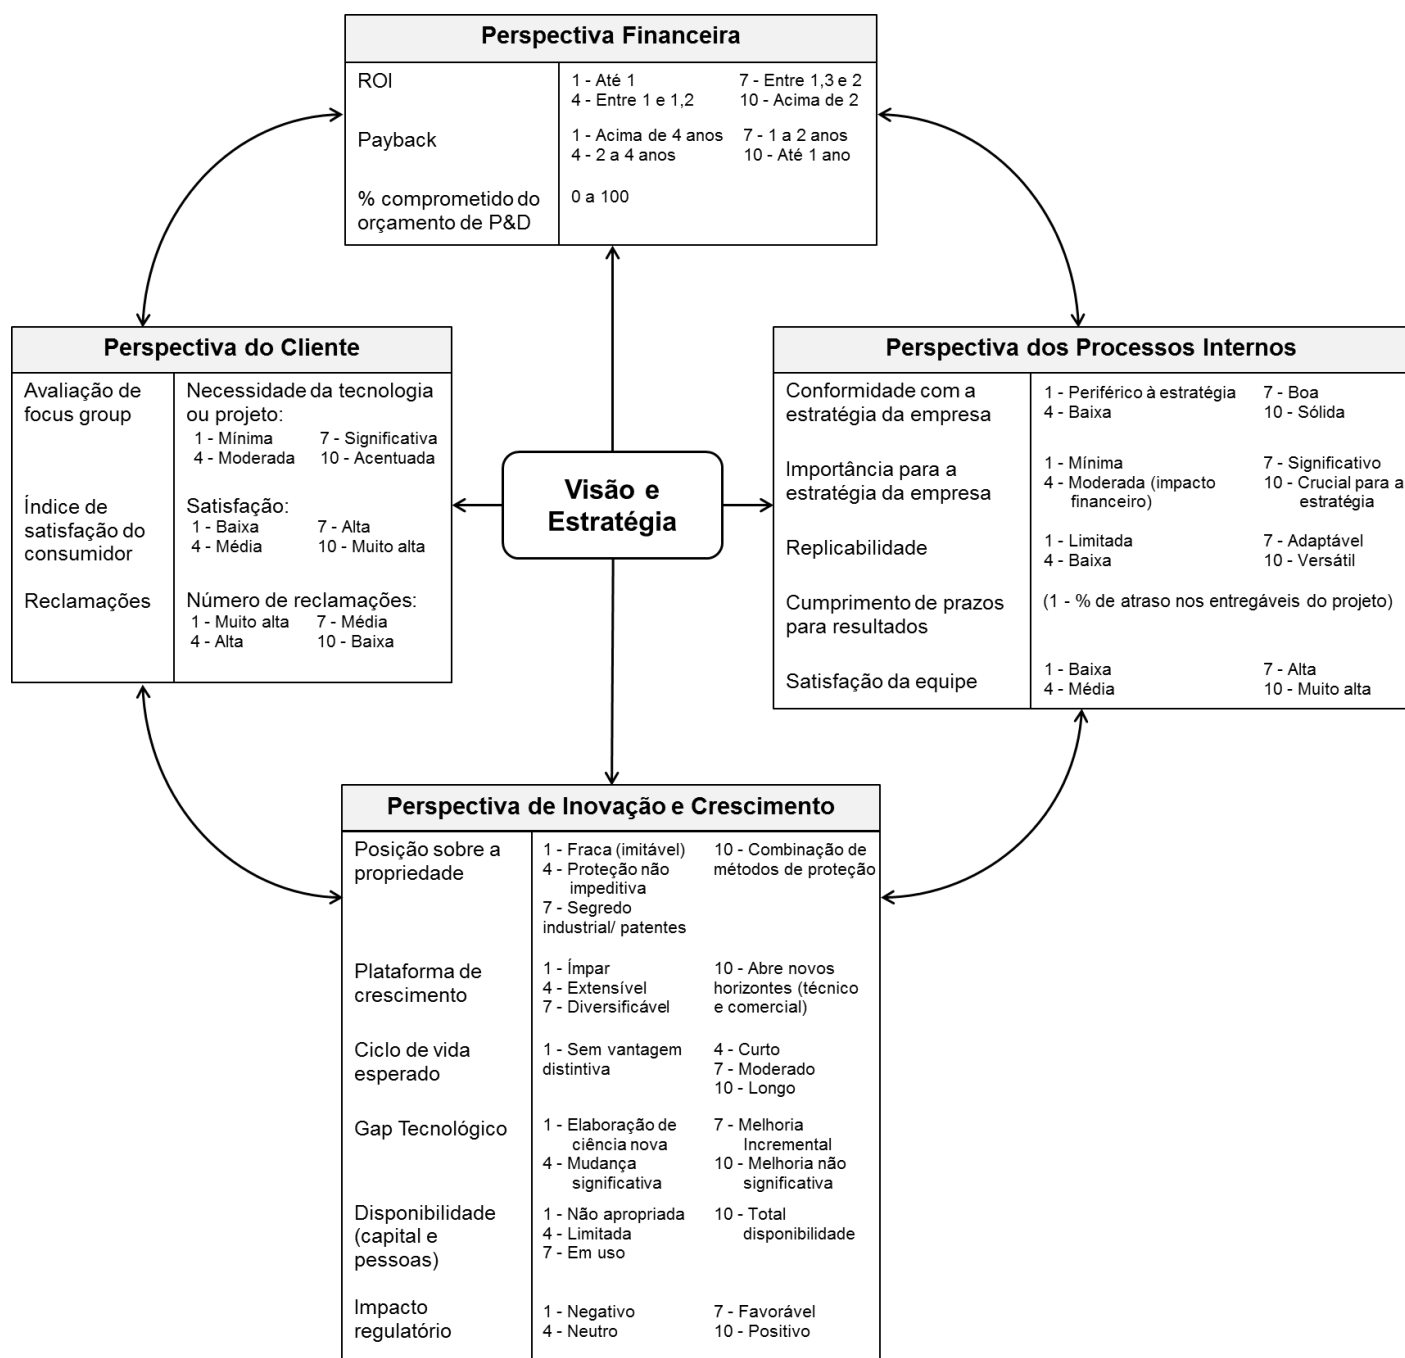 Perspectiva Financeira
ROI
1 - Até 1
7 - Entre 1,3 e 2
4 - Entre 1 e 1,2
10 - Acima de 2
Payback
1 - Acima de 4 anos
7 - 1 a 2 anos
4 - 2 a 4 anos
10 - Até 1 ano
% comprometido do
orçamento de P&D
0 a 100
Perspectiva do Cliente
Avaliação de
focus group
Necessidade da tecnologia
ou projeto:
1 - Mínima
7 - Significativa
4 - Moderada
10 - Acentuada
Índice de
satisfação do
consumidor
Satisfação:
1 - Baixa
7 - Alta
4 - Média
10 - Muito alta
Reclamações
Número de reclamações:
1 - Muito alta
7 - Média
4 - Alta
10 - Baixa
Visão e
Estratégia
Perspectiva dos Processos Internos
Conformidade com a
estratégia da empresa
1 - Periférico à estratégia
7 - Boa
4 - Baixa
10 - Sólida
Importância para a
estratégia da empresa
1 - Mínima
4 - Moderada (impacto
financeiro)
7 - Significativo
10 - Crucial para a
estratégia
Replicabilidade
1 - Limitada
7 - Adaptável
4 - Baixa
10 - Versátil
Cumprimento de prazos
para resultados
(1 - % de atraso nos entregáveis do projeto)
Satisfação da equipe
1 - Baixa
7 - Alta
4 - Média
10 - Muito alta
Perspectiva de Inovação e Crescimento
Posição sobre a
propriedade
1 - Fraca (imitável)
4 - Proteção não
impeditiva
7 - Segredo
industrial/ patentes
10 - Combinação de
métodos de proteção
Plataforma de
crescimento
1 - Ímpar
4 - Extensível
7 - Diversificável
10 - Abre novos
horizontes (técnico
e comercial)
Ciclo de vida
esperado
1 - Sem vantagem
distintiva
4 - Curto
7 - Moderado
10 - Longo
Gap Tecnológico
1 - Elaboração de
ciência nova
4 - Mudança
significativa
7 - Melhoria
Incremental
10 - Melhoria não
significativa
Disponibilidade
(capital e
pessoas)
1 - Não apropriada
4 - Limitada
7 - Em uso
10 - Total
disponibilidade
Impacto
regulatório
1 - Negativo
7 - Favorável
4 - Neutro
10 - Positivo